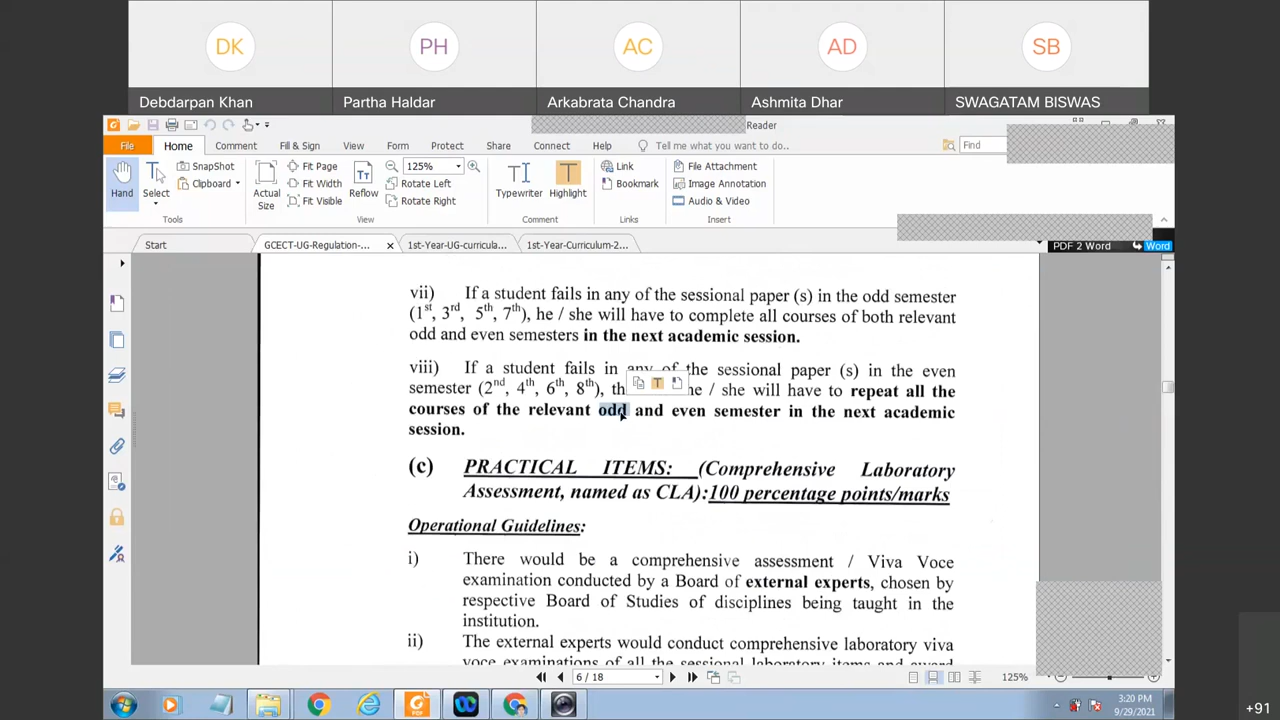 DK PH AC AD SB
Debdarpan Khan Partha Haldar Arkabrata Chandra Ashmita Dhar SWAGATAM BISWAS
Reader
File Home Comment Fill & Sign View Form Protect Share Connect Help Tell me what you want to do.. Find
SnapShot Fit Page 125% Link File Attachment
Clipboard Fit Width Rotate Left Bookmark Image Annotation
Hand Select Actual Size Fit Visible Reflow Rotate Right Typewriter Highlight Audio & Video
Tools View Comment Links Insert
Start GCECT-UG-Regulation-... 1st-Year-UG-curricula... 1st-Year-Curriculum-2... PDF 2 Word Word
vii) If a student fails in any of the sessional paper (s) in the odd semester
(1st, 3rd, 5th, 7th), he / she will have to complete all courses of both relevant
odd and even semesters in the next academic session.
viii) If a student fails in any of the sessional paper (s) in the even
semester (2nd, 4th, 6th, 8th), th he / she will have to repeat all the
courses of the relevant odd and even semester in the next academic
session.
(c) PRACTICAL ITEMS: (Comprehensive Laboratory
Assessment, named as CLA):100 percentage points/marks
Operational Guidelines:
i) There would be a comprehensive assessment / Viva Voce
examination conducted by a Board of external experts, chosen by
respective Board of Studies of disciplines being taught in the
institution.
ii) The external experts would conduct comprehensive laboratory viva
voce examinations of all the sessional laboratory items and award
6 / 18 125%
3:20 PM
9/29/2021
+91